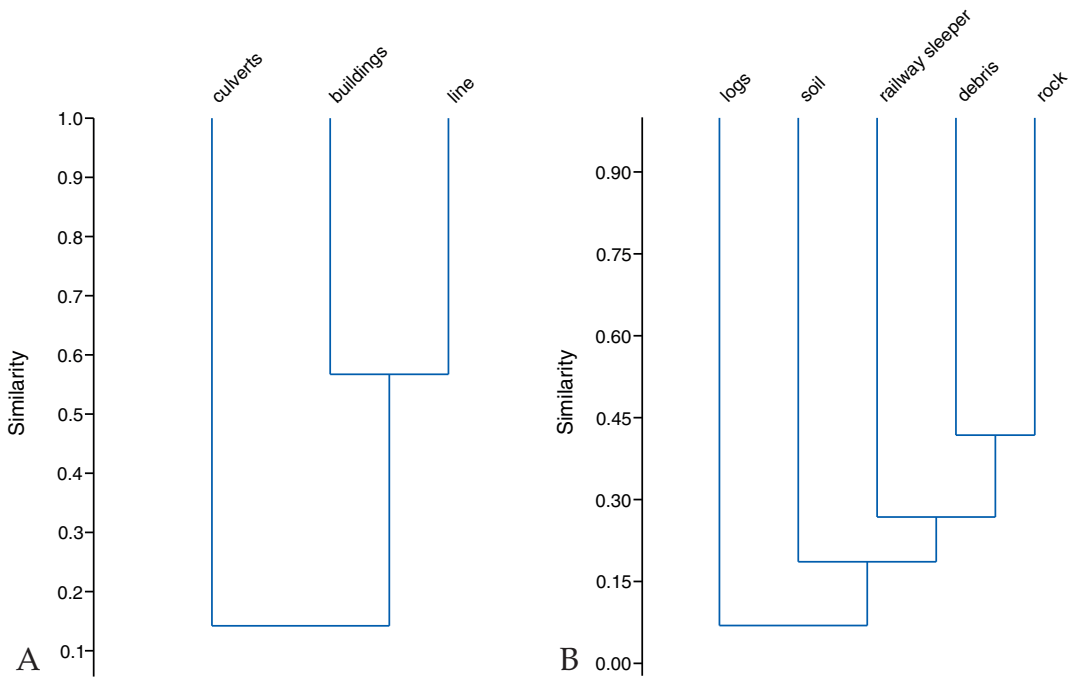 culverts
buildings
line
1.0
0.9
0.8
0.7
0.6
0.5
0.4
0.3
0.2
0.1
Similarity
A
logs
soil
railway sleeper
debris
rock
0.90
0.75
0.60
0.45
0.30
0.15
0.00
Similarity
B